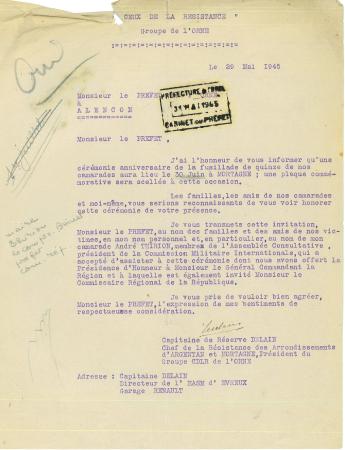 "CEUX DE LA RESISTANCE "
Groupe de l'ORNE
Le 29 Mai 1945
Oui
Monsieur le PREFET
à
ALENCON
PRÉFECTURE de l'ORNE
31 MAI 1945
CABINET du PRÉFET
Monsieur le PREFET,
J'ai l'honneur de vous informer qu'une
cérémonie anniversaire de la fusillade de quinze de nos
camarades aura lieu le 30 Juin à MORTAGNE ; une plaque commé-
morative sera scellée à cette occasion.
Les familles, les amis de nos camarades
et moi-même, vous serions reconnaissants de vous voir honorer
cette cérémonie de votre présence.
Je vous transmets cette invitation,
Monsieur le PREFET, au nom des familles et des amis de nos vic-
times, en mon nom personnel et, en particulier, au nom de mon
camarade André THIRION, membre de l'Assemblée Consultative,
président de la Commission Militaire Internationale, qui a
accepté d'assister à cette cérémonie dont nous avons offert la
Présidence d'Honneur à Monsieur le Général Commandant la
Région et à laquelle est également invité Monsieur le
Commissaire Régional de la République.
Je vous prie de vouloir bien agréer,
Monsieur le PREFET, l'expression de mes sentiments de
respectueuse considération.
Capitaine de Réserve DELAIN
Chef de la Résistance des Arrondissements
d'ARGENTAN et MORTAGNE, Président du
Groupe CDLR de l'ORNE
Adresse : Capitaine DELAIN
Directeur de l' EASM d' EVREUX
Garage RENAULT